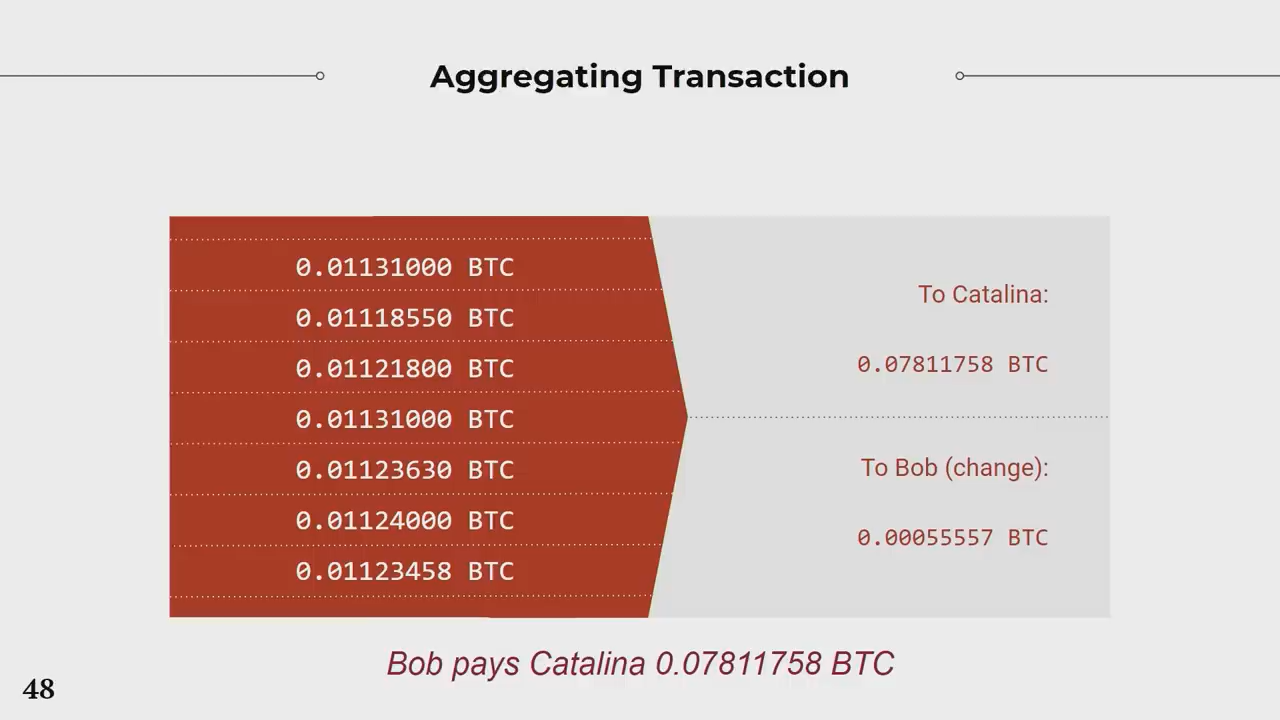 Aggregating Transaction
0.01131000 BTC
0.01118550 BTC
0.01121800 BTC
0.01131000 BTC
0.01123630 BTC
0.01124000 BTC
0.01123458 BTC
To Catalina:
0.07811758 BTC
To Bob (change):
0.00055557 BTC
Bob pays Catalina 0.07811758 BTC
48